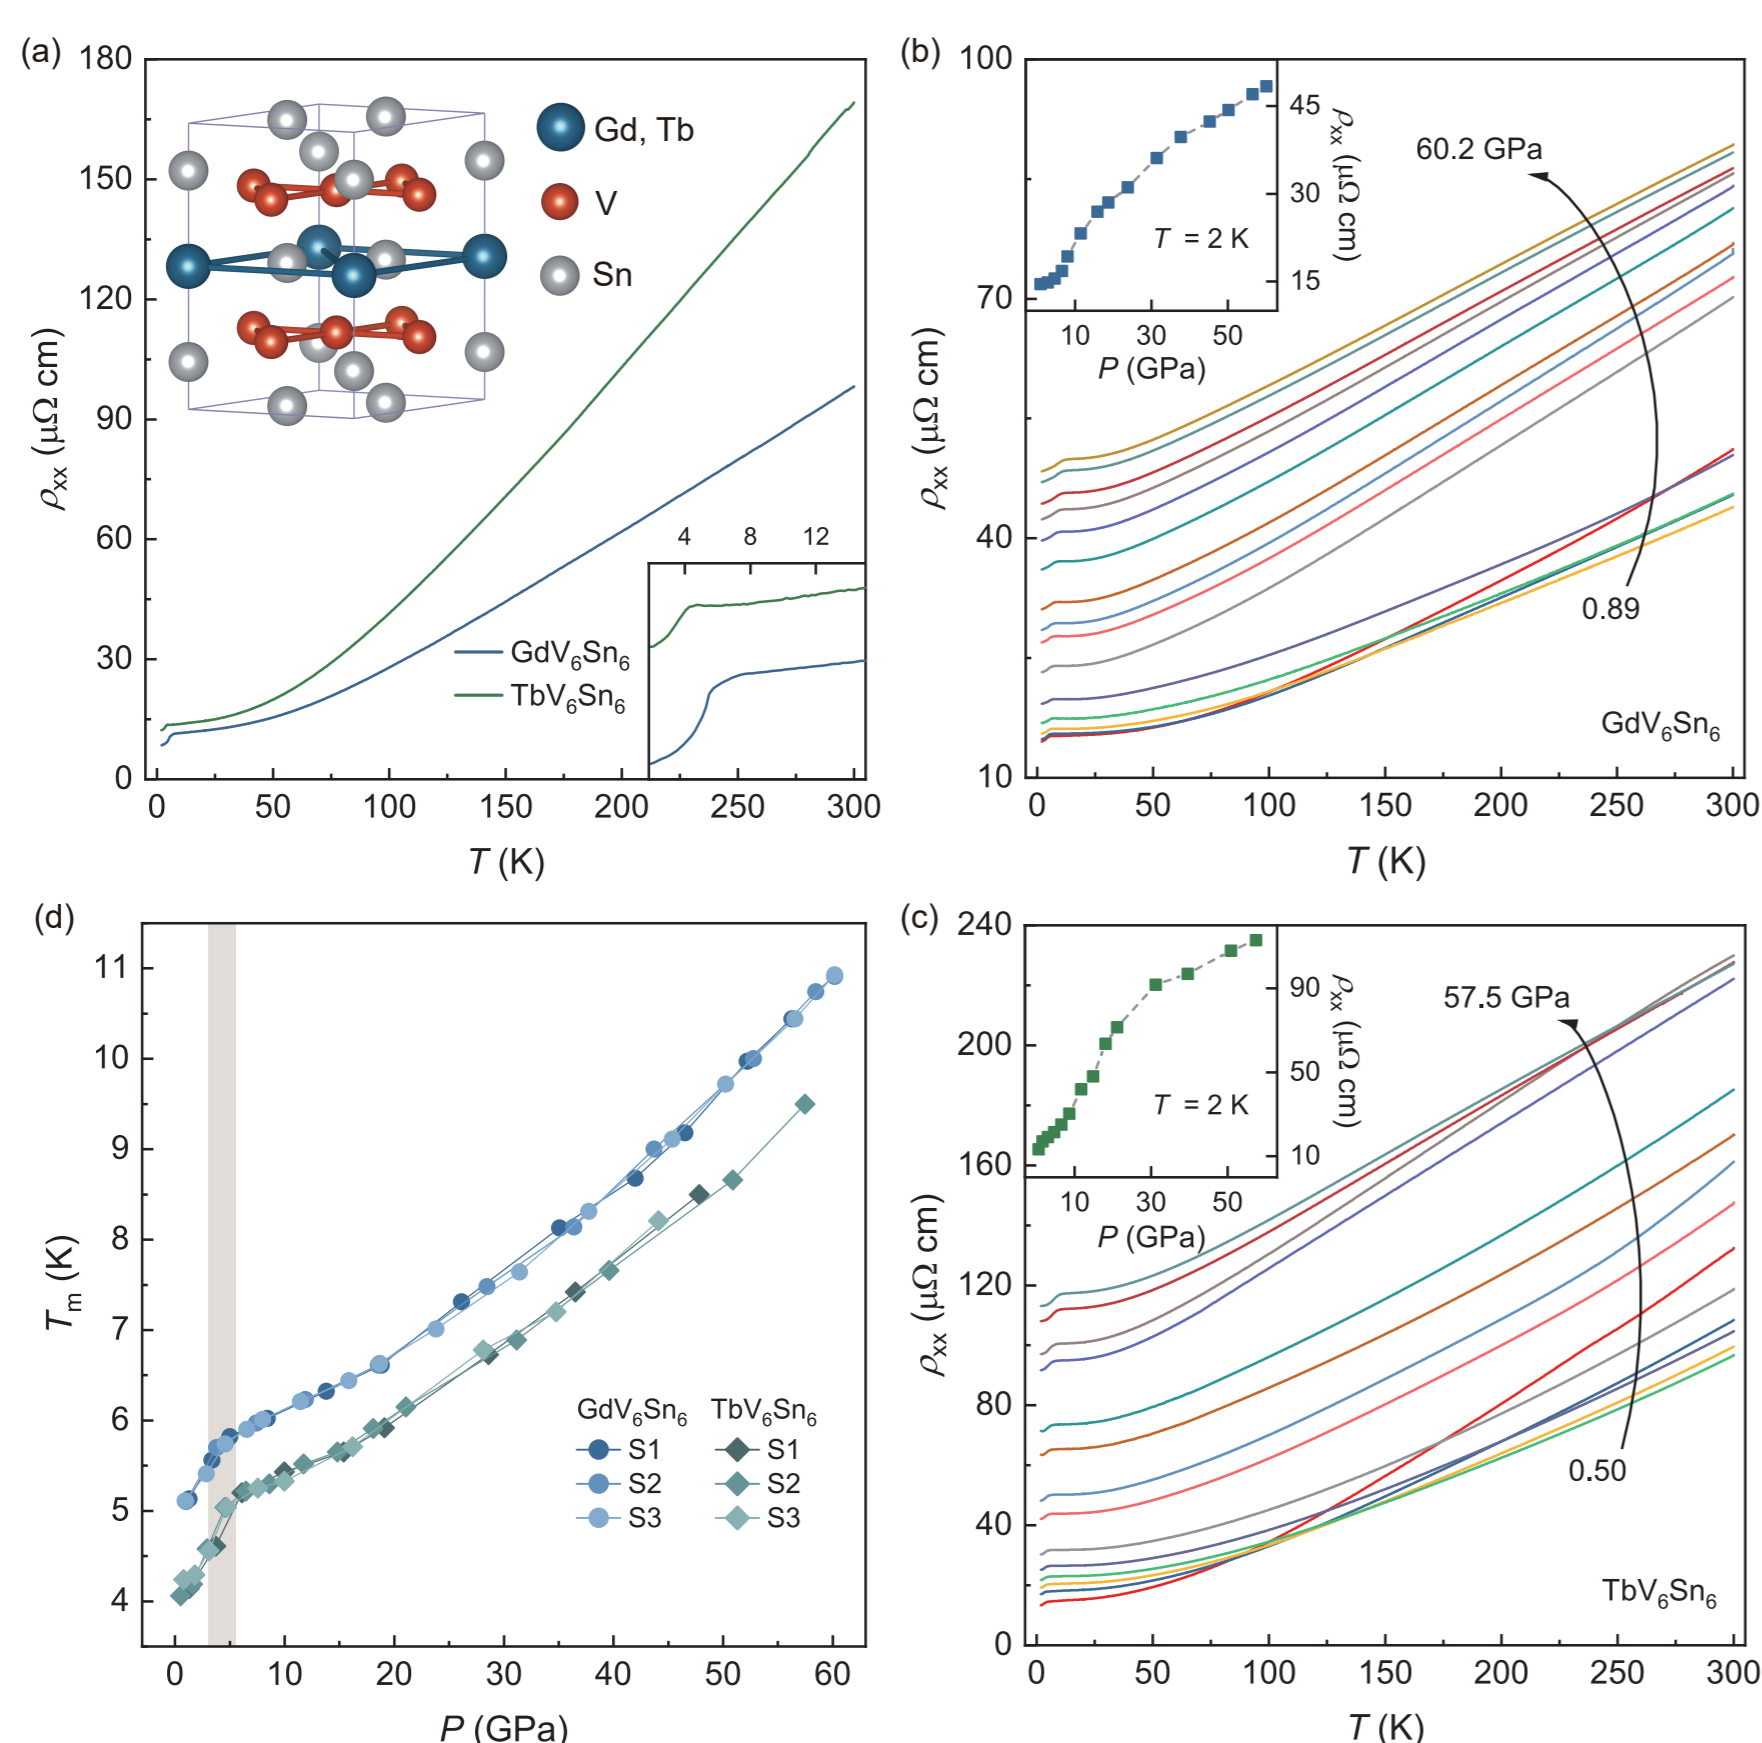 (a)
180
150
120
90
60
30
0
ρxx (μΩ cm)
Gd, Tb
V
Sn
4 8 12
GdV6Sn6
TbV6Sn6
0 50 100 150 200 250 300
T (K)
(b)
100
70
40
10
ρxx (μΩ cm)
45
30
15
ρxx (μΩ cm)
T = 2 K
10 30 50
P (GPa)
60.2 GPa
0.89
GdV6Sn6
0 50 100 150 200 250 300
T (K)
(d)
11
10
9
8
7
6
5
4
Tm (K)
GdV6Sn6 TbV6Sn6
S1 S1
S2 S2
S3 S3
0 10 20 30 40 50 60
P (GPa)
(c)
240
200
160
120
80
40
0
ρxx (μΩ cm)
90
50
10
ρxx (μΩ cm)
T = 2 K
10 30 50
P (GPa)
57.5 GPa
0.50
TbV6Sn6
0 50 100 150 200 250 300
T (K)